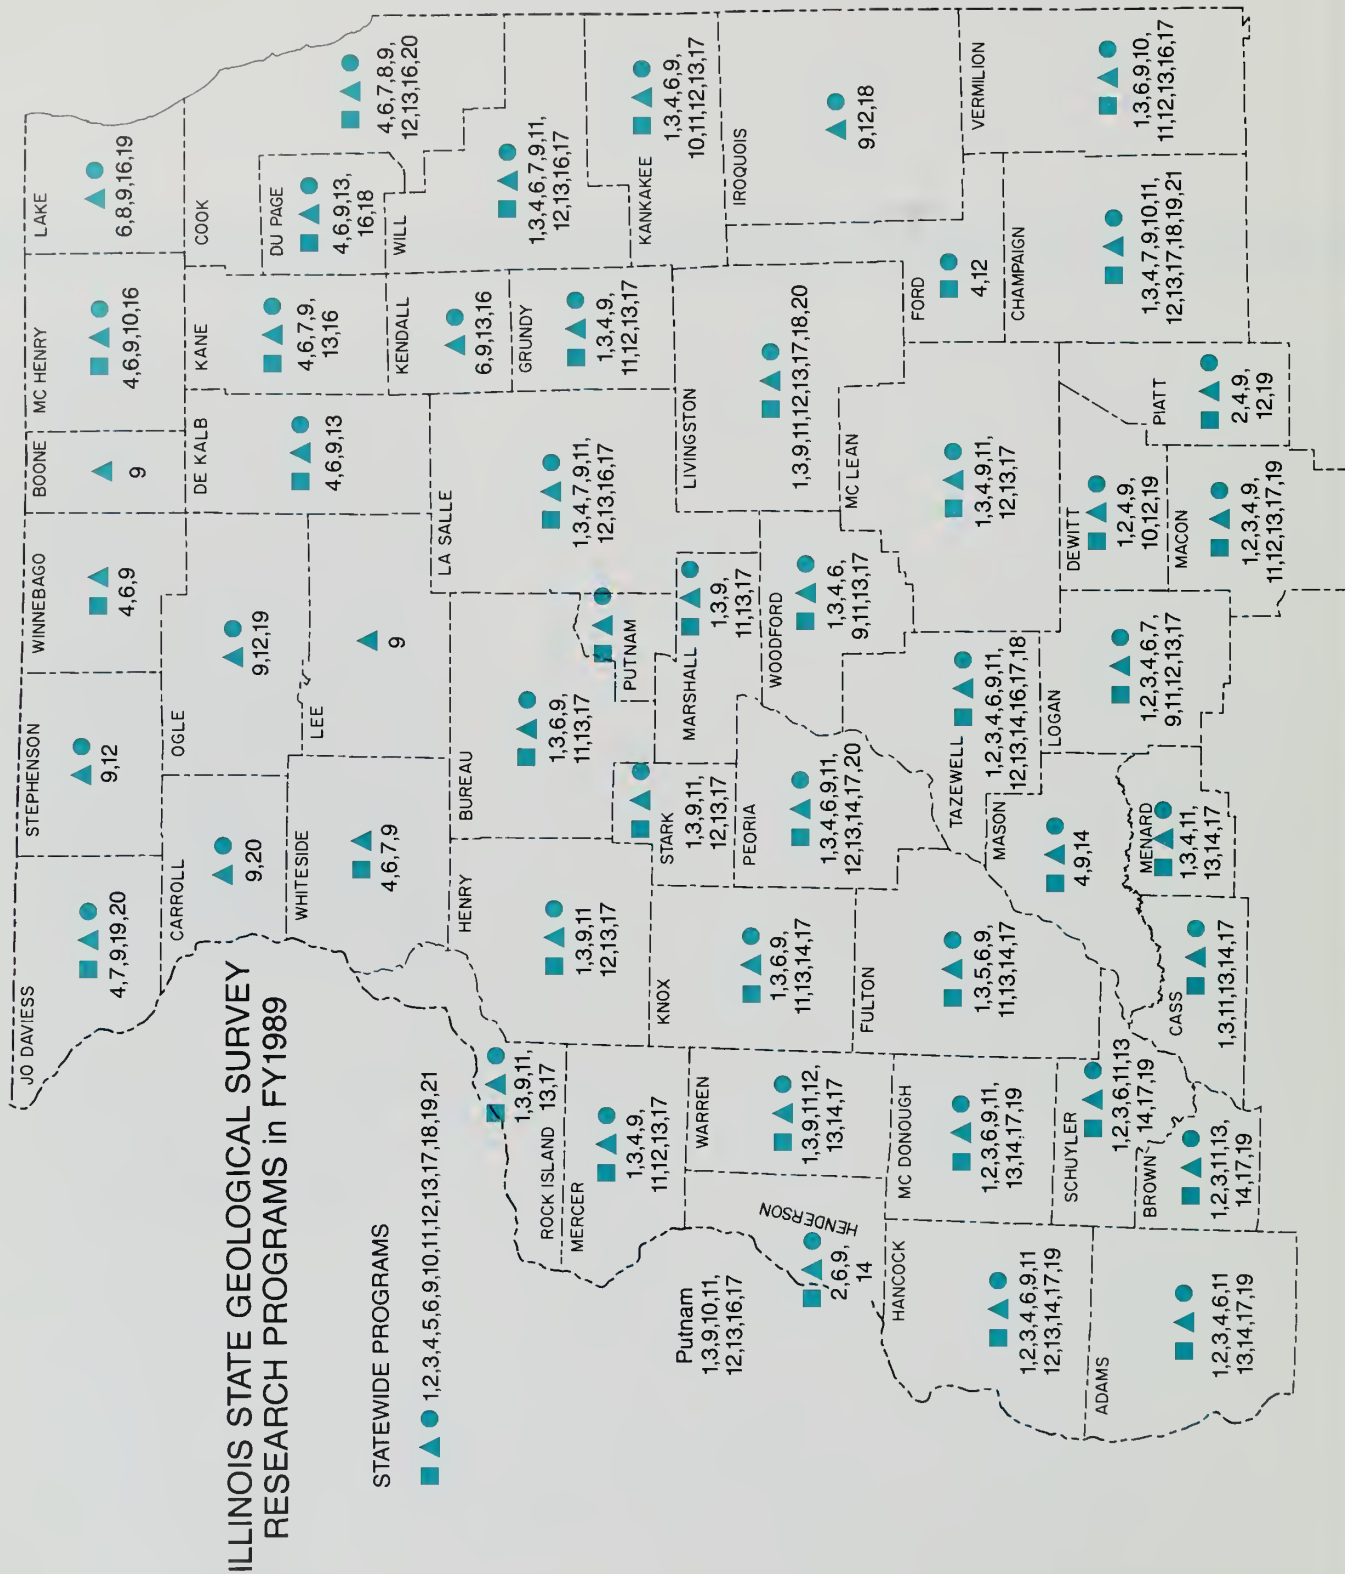 ILLINOIS STATE GEOLOGICAL SURVEY
RESEARCH PROGRAMS in FY1989
STATEWIDE PROGRAMS
1,2,3,4,5,6,9,10,11,12,13,17,18,19,21
JO DAVIESS
4,7,9,19,20
STEPHENSON
9,12
WINNEBAGO
4,6,9
BOONE
9
MC HENRY
4,6,9,10,16
LAKE
6,8,9,16,19
CARROLL
9,20
OGLE
9,12,19
DE KALB
4,6,9,13
KANE
4,6,7,9,
13,16
COOK
4,6,7,8,9,
12,13,16,20
DU PAGE
4,6,9,13,
16,18
WHITESIDE
4,6,7,9
LEE
9
KENDALL
6,9,13,16
WILL
1,3,4,6,7,9,11,
12,13,16,17
ROCK ISLAND
1,3,9,11,
13,17
HENRY
1,3,9,11
12,13,17
BUREAU
1,3,6,9,
11,13,17
LA SALLE
1,3,4,7,9,11,
12,13,16,17
GRUNDY
1,3,4,9,
11,12,13,17
KANKAKEE
1,3,4,6,9,
10,11,12,13,17
MERCER
1,3,4,9,
11,12,13,17
PUTNAM
Putnam
1,3,9,10,11,
12,13,16,17
STARK
1,3,9,11,
12,13,17
MARSHALL
1,3,9,
11,13,17
LIVINGSTON
1,3,9,11,12,13,17,18,20
IROQUOIS
9,12,18
HENDERSON
2,6,9,
14
WARREN
1,3,9,11,12,
13,14,17
KNOX
1,3,6,9,
11,13,14,17
PEORIA
1,3,4,6,9,11,
12,13,14,17,20
WOODFORD
1,3,4,6,
9,11,13,17
MC LEAN
1,3,4,9,11,
12,13,17
FORD
4,12
VERMILION
1,3,6,9,10,
11,12,13,16,17
HANCOCK
1,2,3,4,6,9,11
12,13,14,17,19
MC DONOUGH
1,2,3,6,9,11,
13,14,17,19
FULTON
1,3,5,6,9,
11,13,14,17
TAZEWELL
1,2,3,4,6,9,11,
12,13,14,16,17,18
CHAMPAIGN
1,3,4,7,9,10,11,
12,13,17,18,19,21
SCHUYLER
1,2,3,6,11,13
14,17,19
MASON
4,9,14
LOGAN
1,2,3,4,6,7,
9,11,12,13,17
DEWITT
1,2,4,9,
10,12,19
PIATT
2,4,9,
12,19
ADAMS
1,2,3,4,6,11
13,14,17,19
BROWN
1,2,3,11,13,
14,17,19
CASS
1,3,11,13,14,17
MENARD
1,3,4,11,
13,14,17
MACON
1,2,3,4,9,
11,12,13,17,19